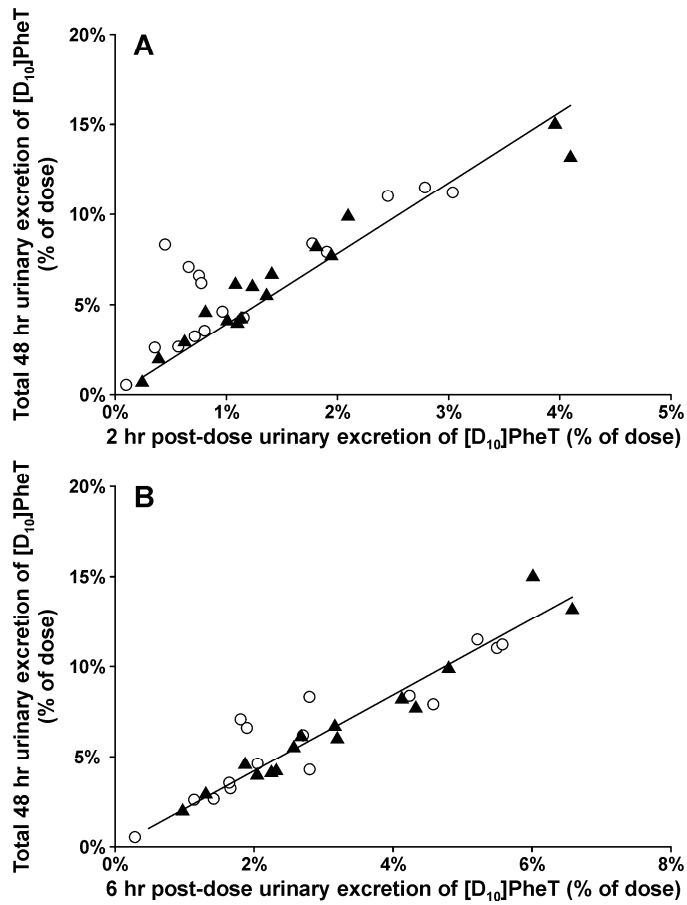 A
Total 48 hr urinary excretion of [D10]PheT
(% of dose)
20%
15%
10%
5%
0%
0% 1% 2% 3% 4% 5%
2 hr post-dose urinary excretion of [D10]PheT (% of dose)
B
Total 48 hr urinary excretion of [D10]PheT
(% of dose)
20%
15%
10%
5%
0%
0% 2% 4% 6% 8%
6 hr post-dose urinary excretion of [D10]PheT (% of dose)